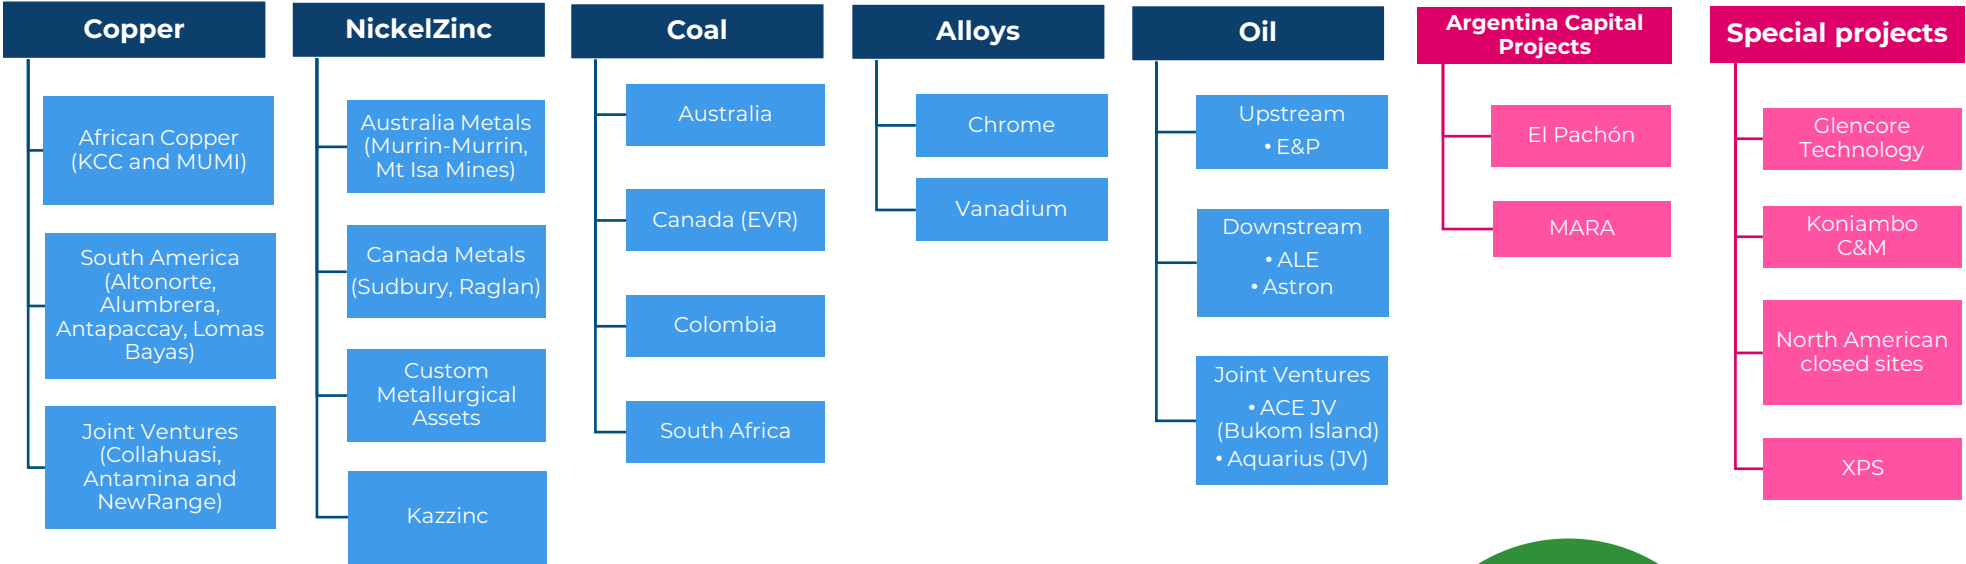 Copper
African Copper
(KCC and MUMI)
South America
(Altonorte,
Alumbrera,
Antapaccay, Lomas
Bayas)
Joint Ventures
(Collahuasi,
Antamina and
NewRange)
NickelZinc
Australia Metals
(Murrin-Murrin,
Mt Isa Mines)
Canada Metals
(Sudbury, Raglan)
Custom
Metallurgical
Assets
Kazzinc
Coal
Australia
Canada (EVR)
Colombia
South Africa
Alloys
Chrome
Vanadium
Oil
Upstream
• E&P
Downstream
• ALE
• Astron
Joint Ventures
• ACE JV
(Bukom Island)
• Aquarius (JV)
Argentina Capital
Projects
El Pachón
MARA
Special projects
Glencore
Technology
Koniambo
C&M
North American
closed sites
XPS